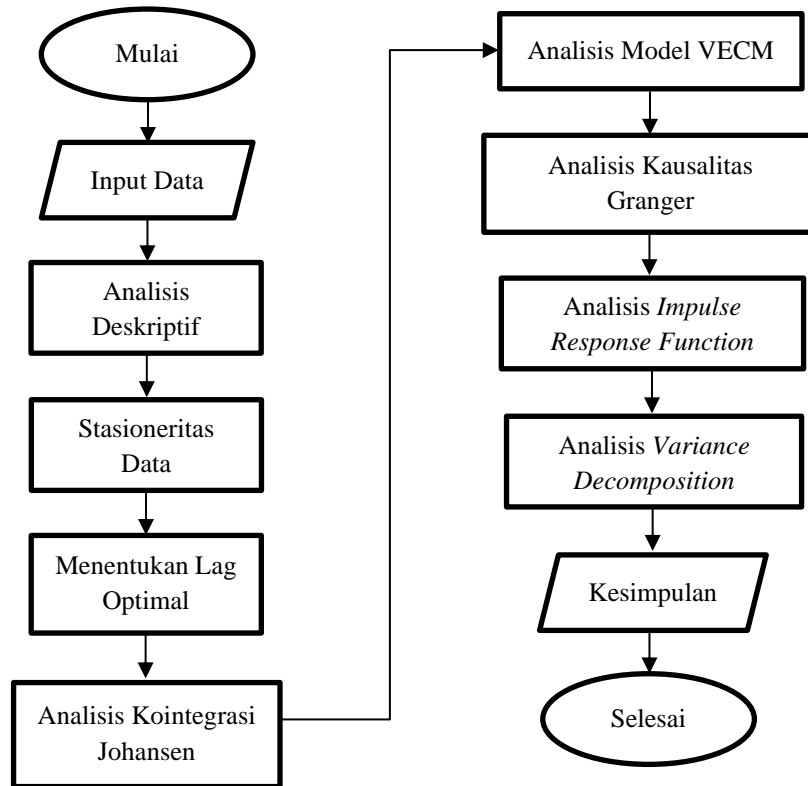 Mulai
Input Data
Analisis
Deskriptif
Stasioneritas
Data
Menentukan Lag
Optimal
Analisis Kointegrasi
Johansen
Analisis Model VECM
Analisis Kausalitas
Granger
Analisis Impulse
Response Function
Analisis Variance
Decomposition
Kesimpulan
Selesai